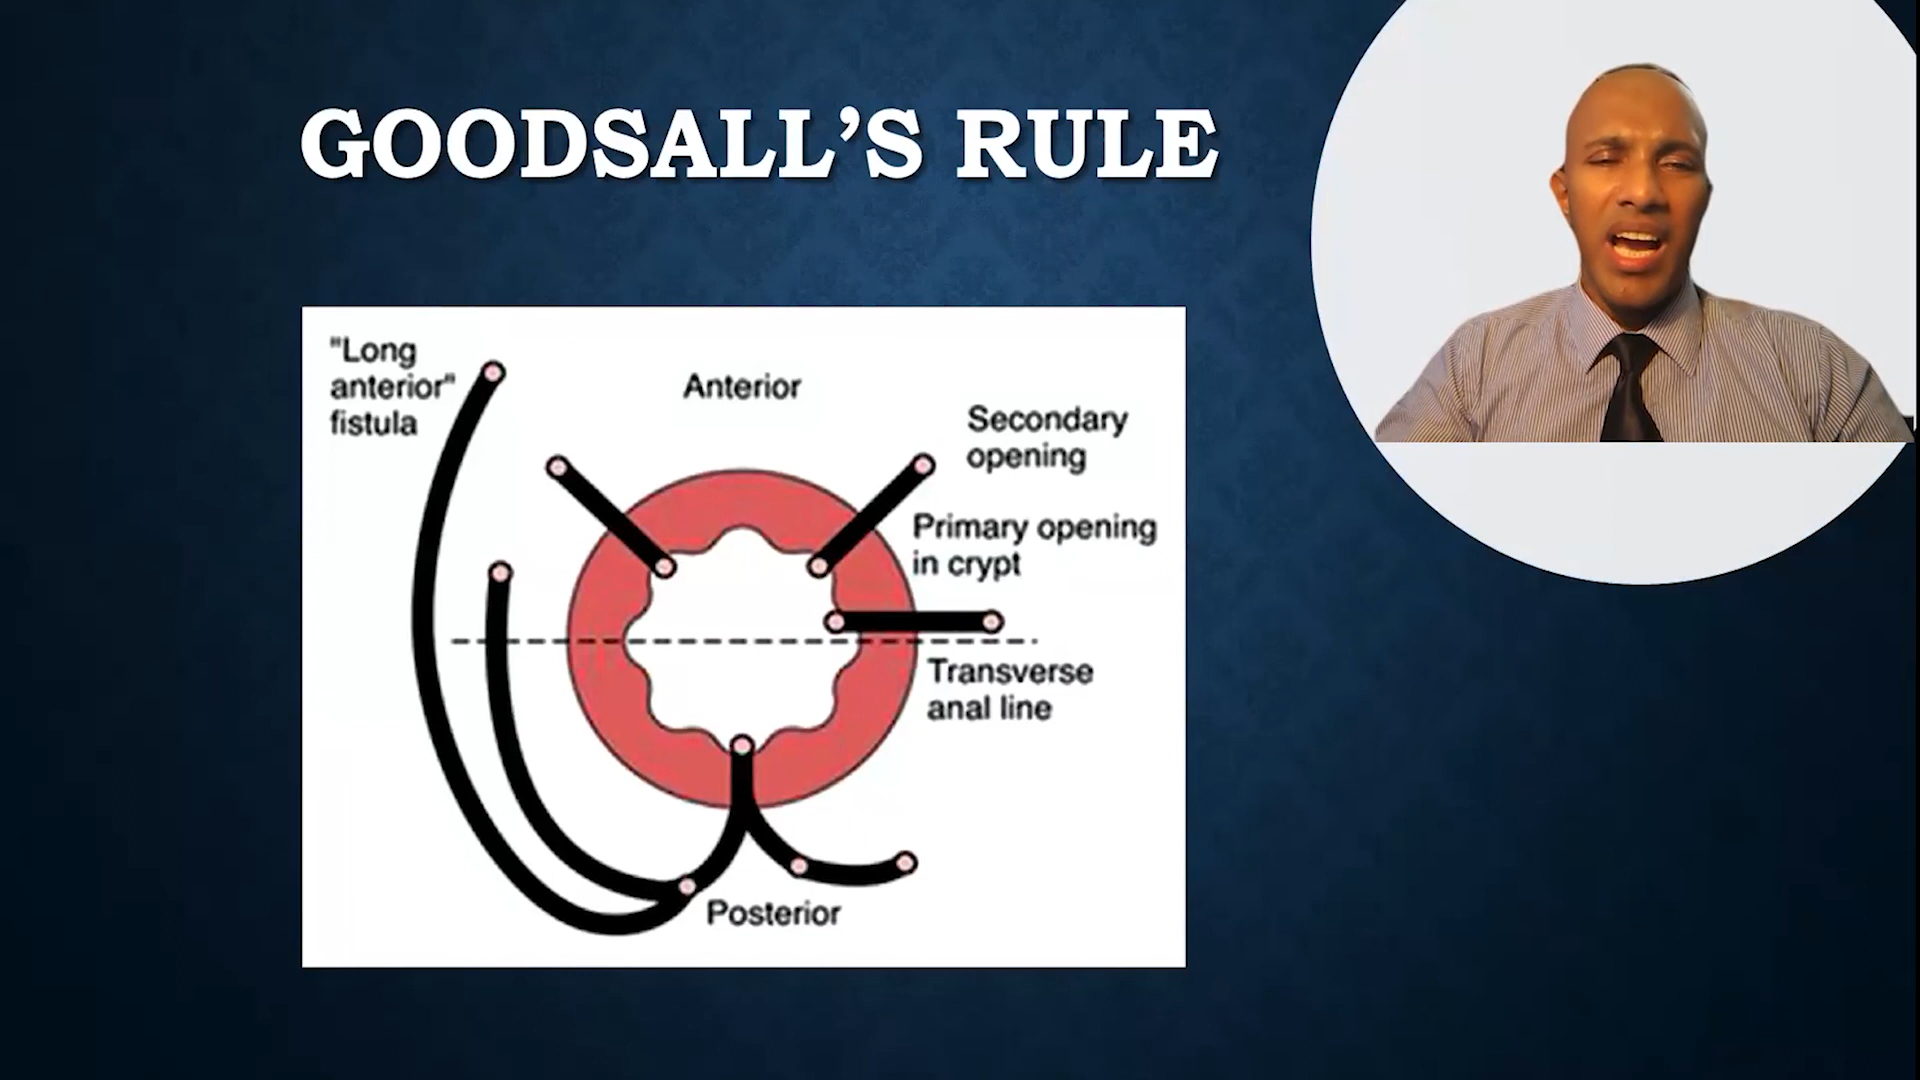 GOODSALL’S RULE
"Long
anterior"
fistula
Anterior
Secondary
opening
Primary opening
in crypt
Transverse
anal line
Posterior